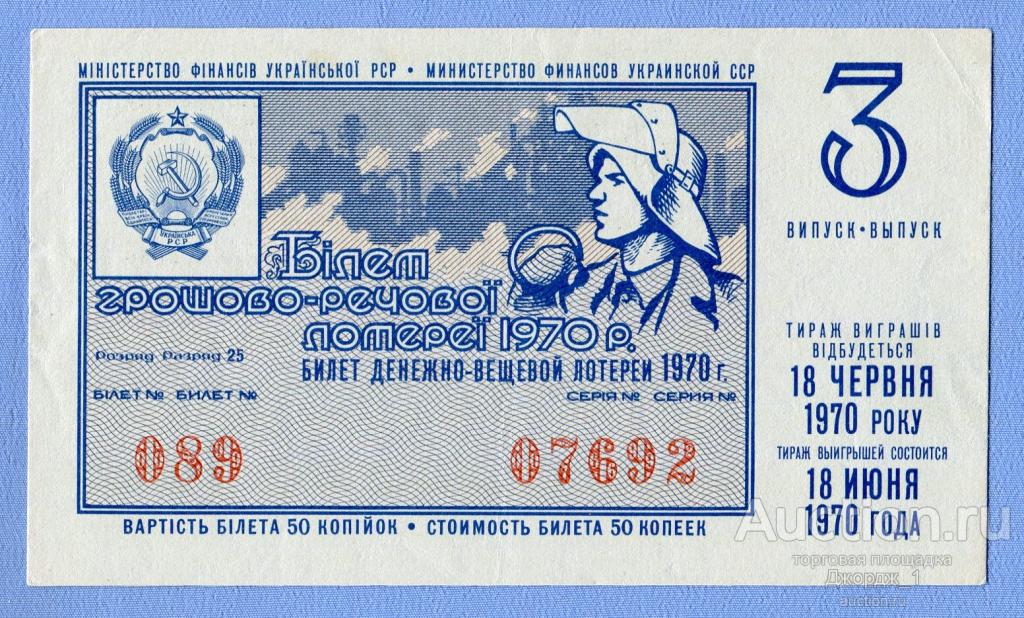 МІНІСТЕРСТВО ФІНАНСІВ УКРАЇНСЬКОЇ РСР • МИНИСТЕРСТВО ФИНАНСОВ УКРАИНСКОЙ ССР
3
ВИПУСК • ВЫПУСК
УКРАЇНСЬКА
РСР
Білет
грошово-речової
лотереї 1970 р.
БИЛЕТ ДЕНЕЖНО-ВЕЩЕВОЙ ЛОТЕРЕИ 1970 г.
Розряд Разряд 25
БІЛЕТ № БИЛЕТ №
СЕРІЯ № СЕРИЯ №
089
07692
ВАРТІСТЬ БІЛЕТА 50 КОПІЙОК • СТОИМОСТЬ БИЛЕТА 50 КОПЕЕК
ТИРАЖ ВИГРАШІВ
ВІДБУДЕТЬСЯ
18 ЧЕРВНЯ
1970 РОКУ
ТИРАЖ ВЫИГРЫШЕЙ СОСТОИТСЯ
18 ИЮНЯ
1970 ГОДА
Auction.ru
торговая площадка
Джордж_1
auction.ru